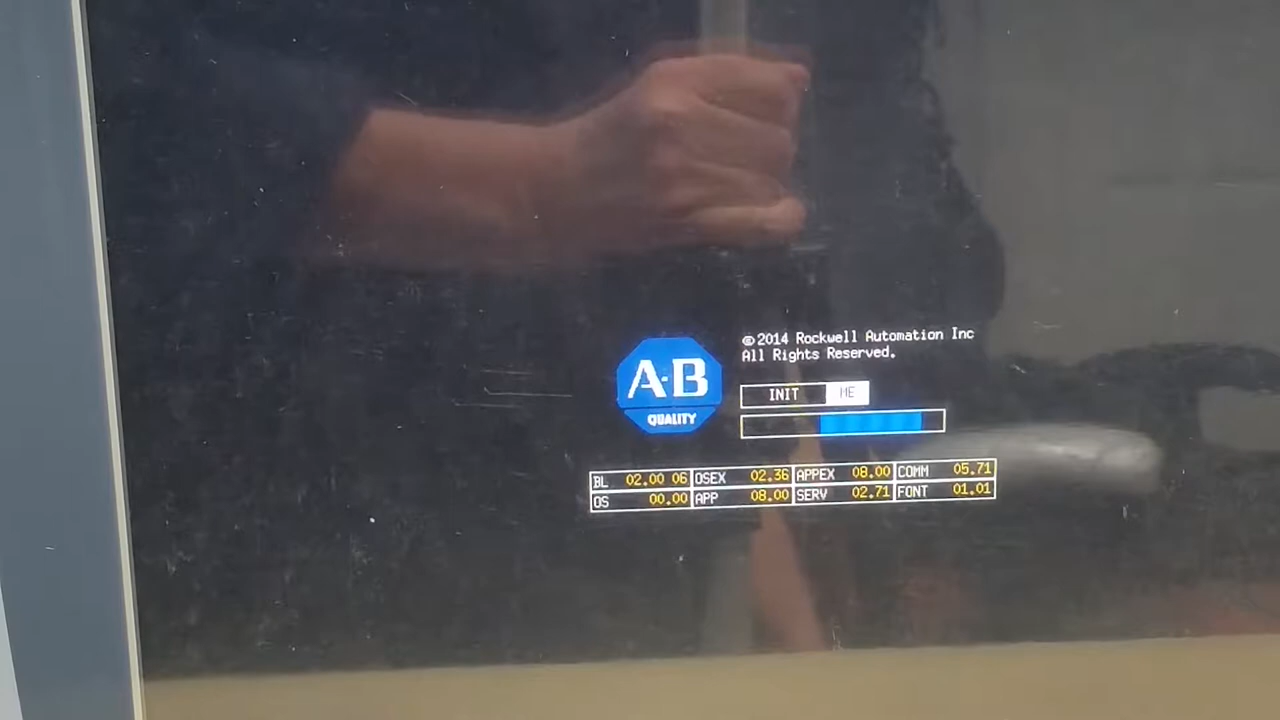 A·B
QUALITY
©2014 Rockwell Automation Inc
All Rights Reserved.
INIT ME
BL 02.00 06 OSEX 02.36 APPEX 08.00 COMM 05.71
OS 00.00 APP 08.00 SERV 02.71 FONT 01.01